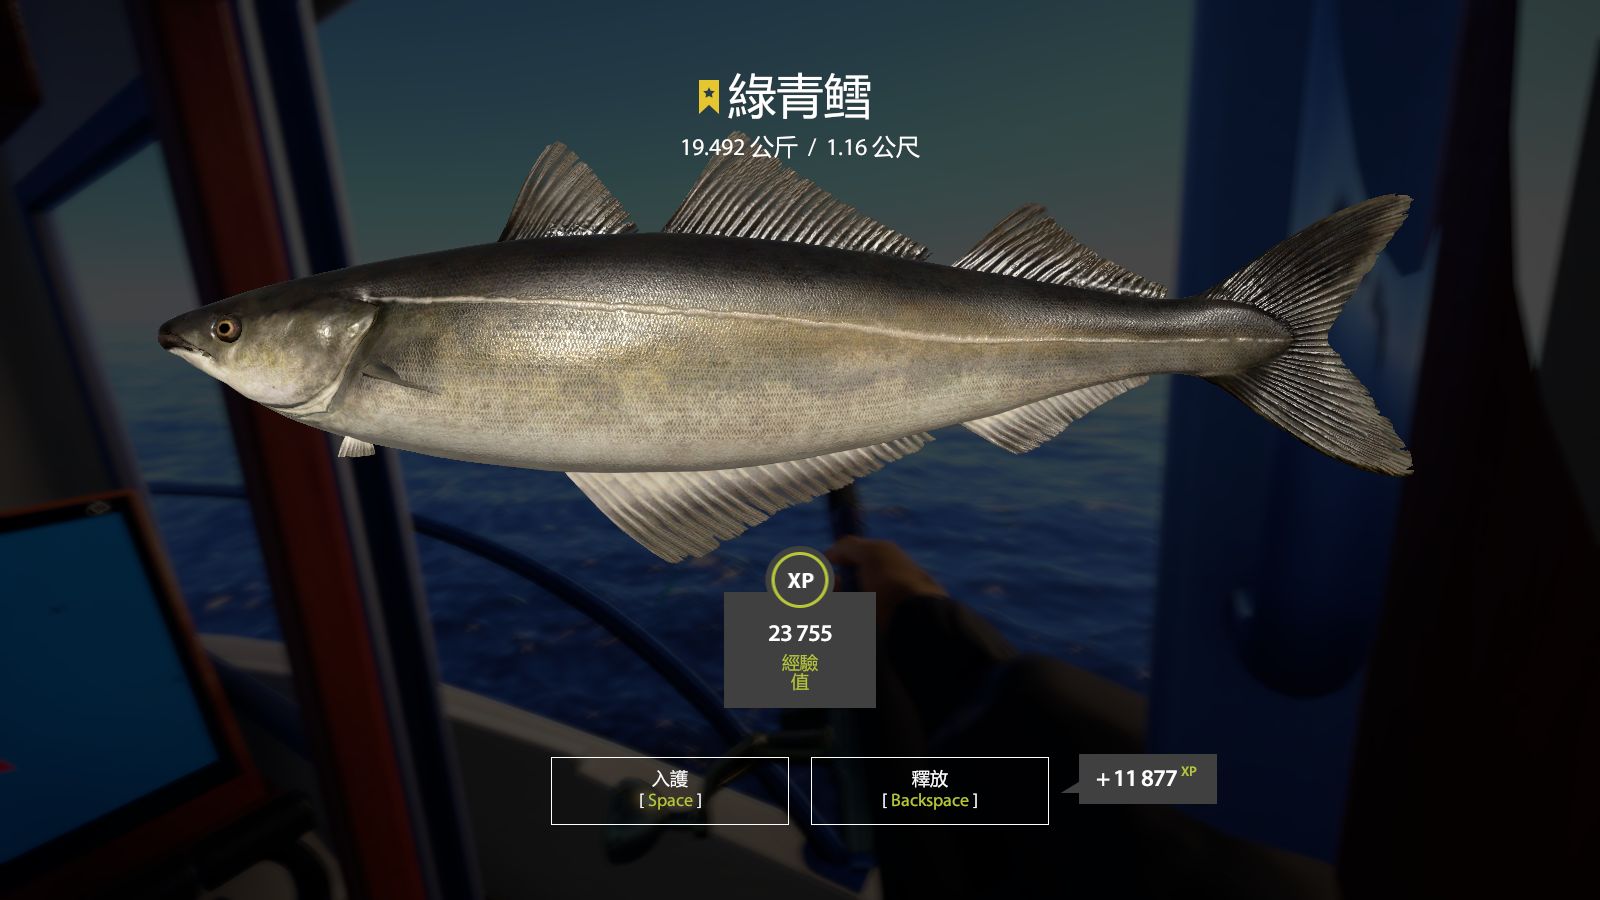 綠青鳕
19.492 公斤 / 1.16 公尺
XP
23 755
經驗
值
入護
[ Space ]
釋放
[ Backspace ]
+11 877 XP